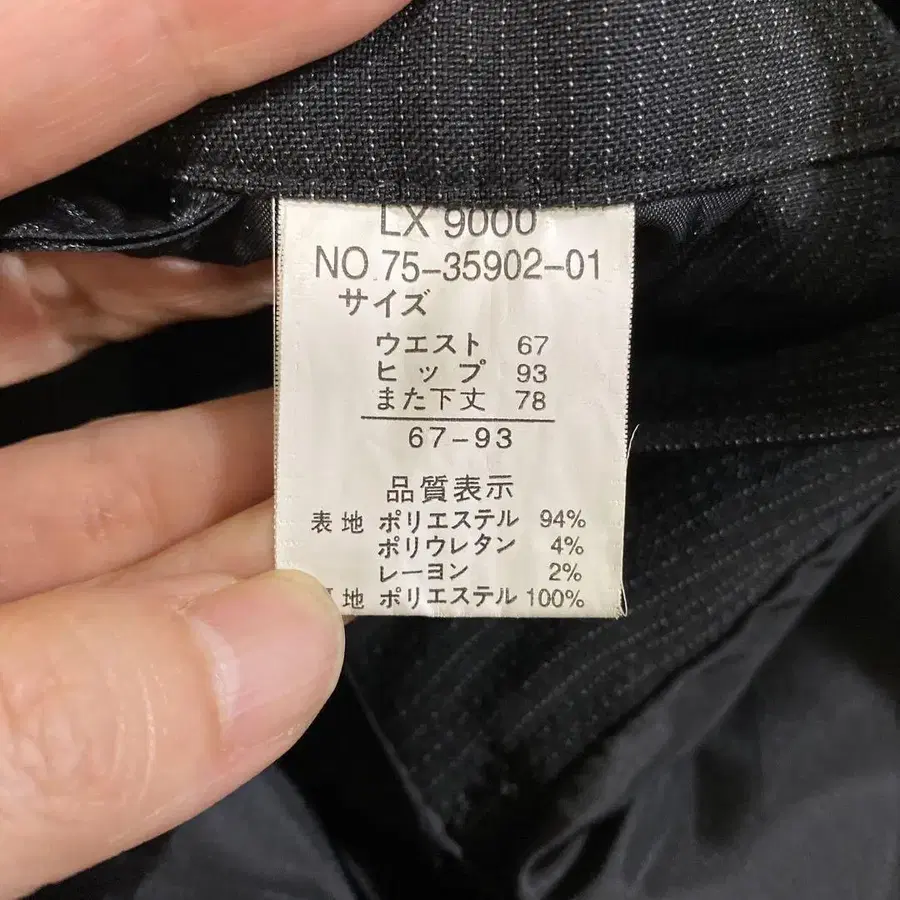 LX 9000
NO.75-35902-01
サイズ
ウエスト 67
ヒップ 93
また下丈 78
67-93
品質表示
表地 ポリエステル 94%
ポリウレタン 4%
レーヨン 2%
地 ポリエステル 100%